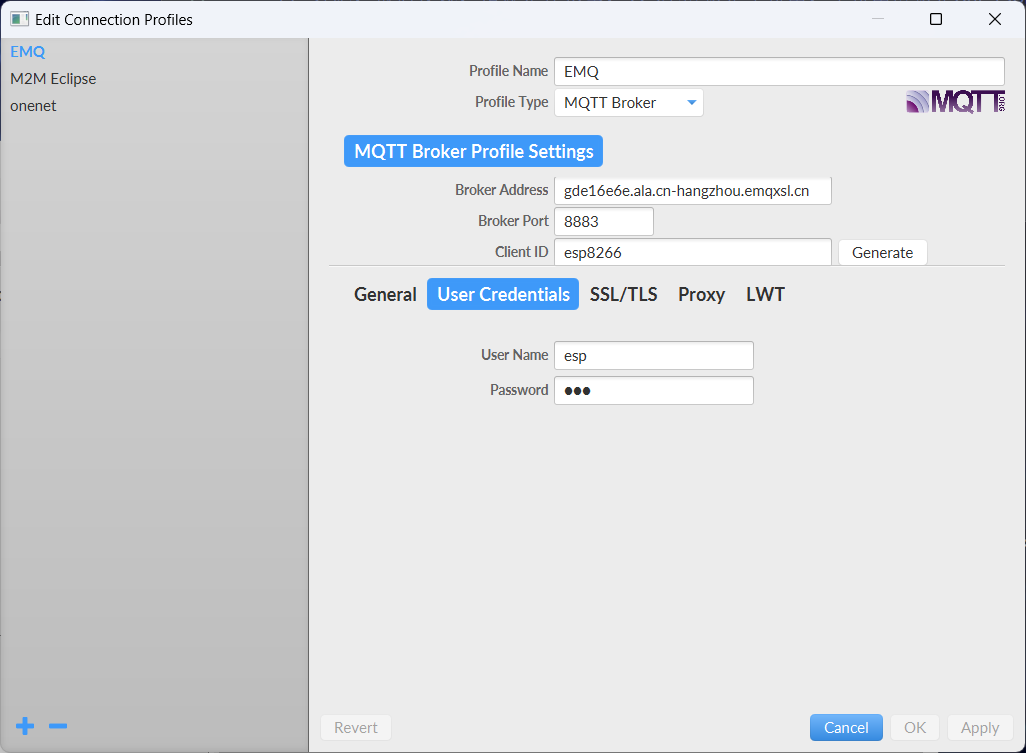 Edit Connection Profiles
EMQ
M2M Eclipse
onenet
Profile Name EMQ
Profile Type MQTT Broker
MQTT.ORG
MQTT Broker Profile Settings
Broker Address gde16e6e.ala.cn-hangzhou.emqxsl.cn
Broker Port 8883
Client ID esp8266 Generate
General User Credentials SSL/TLS Proxy LWT
User Name esp
Password ●●●
Revert Cancel OK Apply